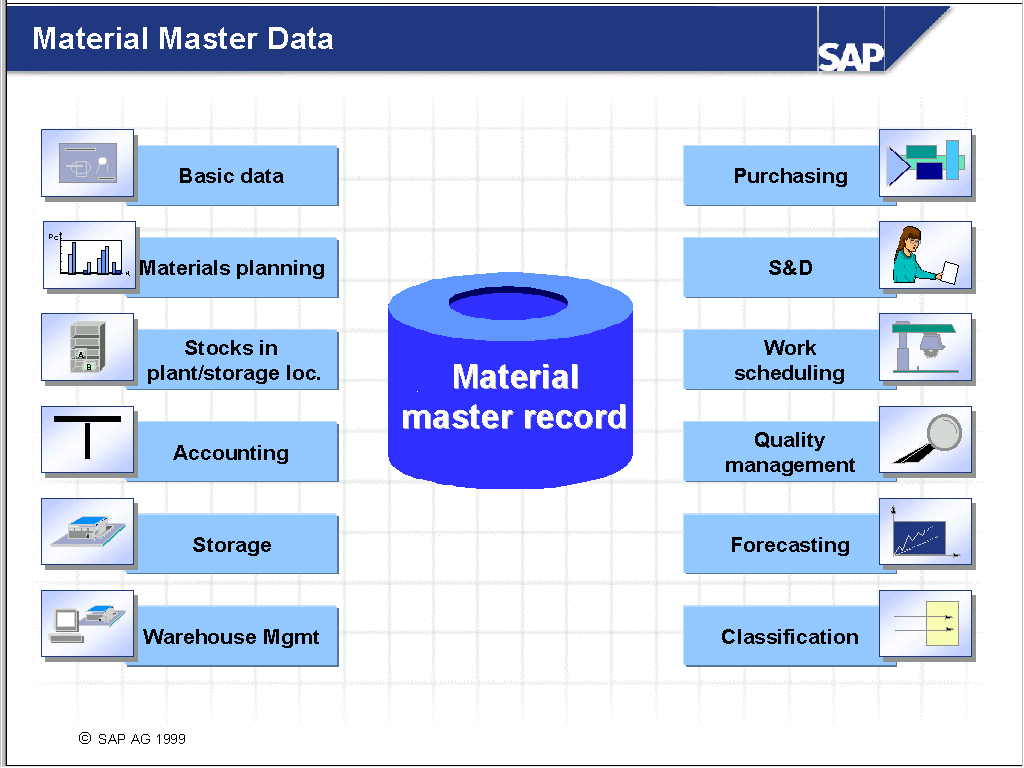 Material Master Data
SAP
Basic data
Materials planning
Stocks in
plant/storage loc.
Accounting
Storage
Warehouse Mgmt
Material
master record
Purchasing
S&D
Work
scheduling
Quality
management
Forecasting
Classification
A
B
© SAP AG 1999